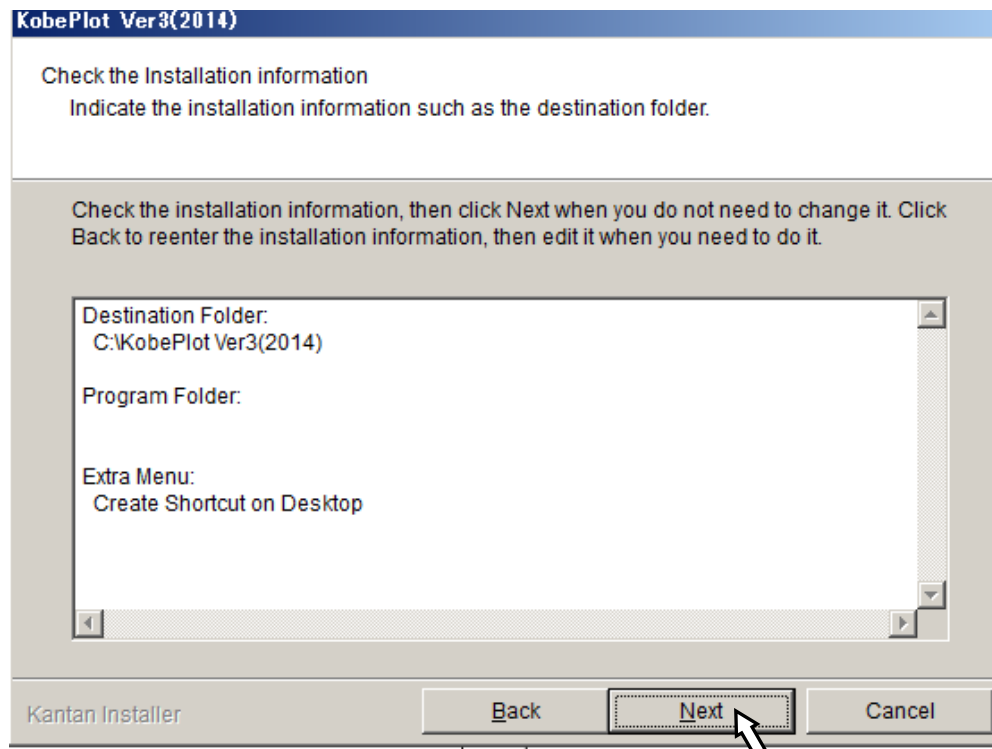 KobePlot Ver3(2014)
Check the Installation information
Indicate the installation information such as the destination folder.
Check the installation information, then click Next when you do not need to change it. Click
Back to reenter the installation information, then edit it when you need to do it.
Destination Folder:
C:\KobePlot Ver3(2014)
Program Folder:
Extra Menu:
Create Shortcut on Desktop
Kantan Installer
Back
Next
Cancel